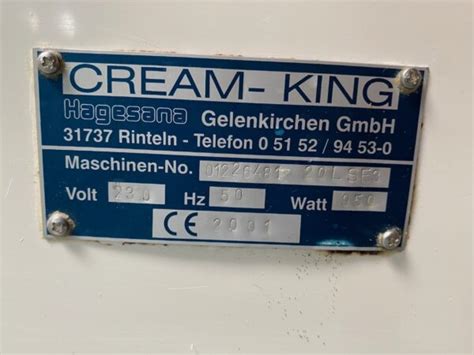 CREAM- KING
Hagesana Gelenkirchen GmbH
31737 Rinteln - Telefon 0 51 52 / 94 53-0
Maschinen-No.
Volt 230 Hz 50 Watt 950
CE 2001